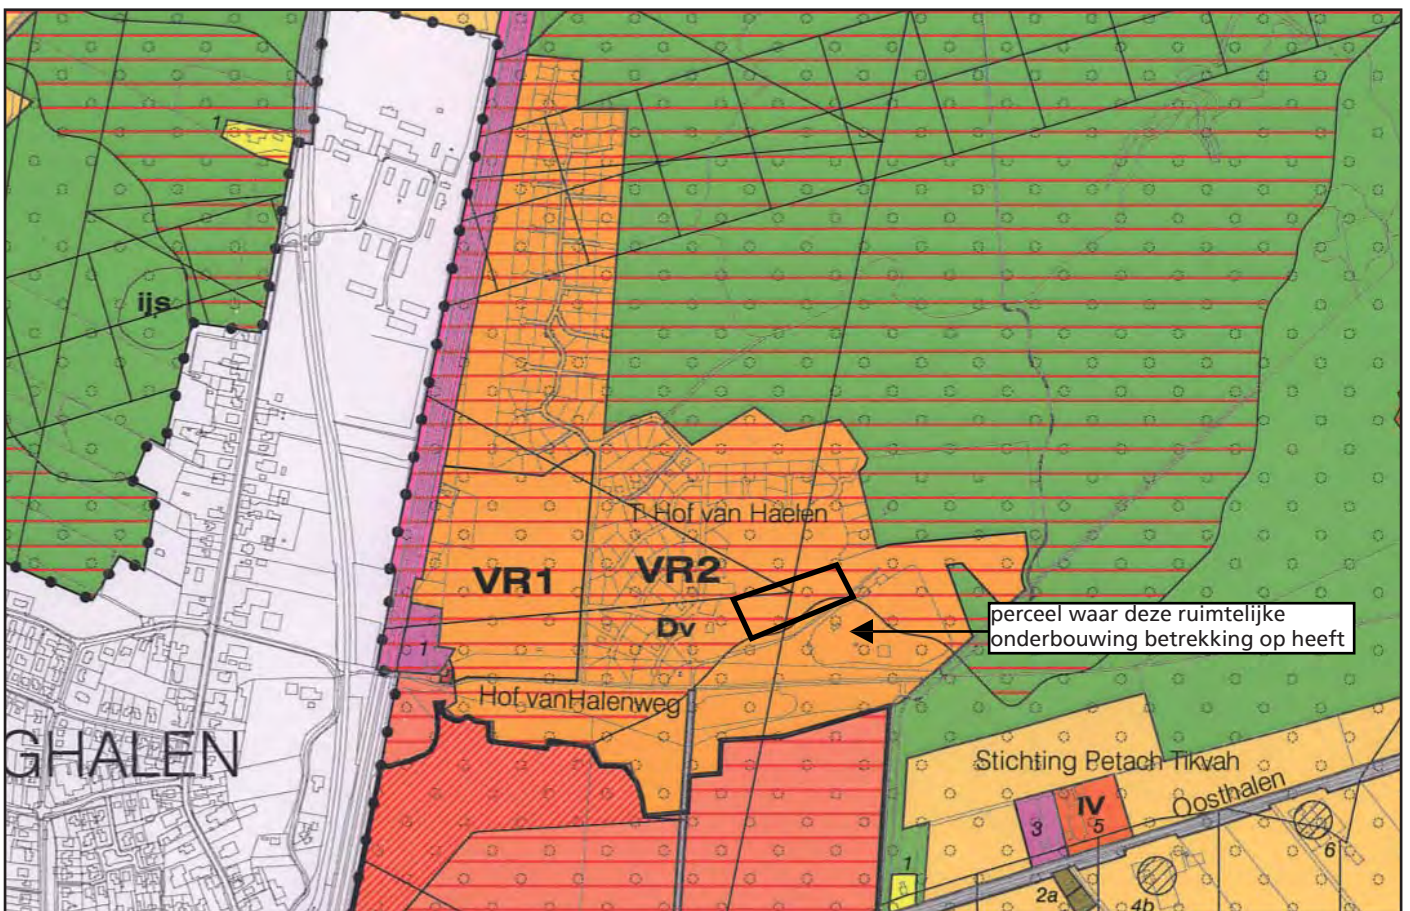 1
ijs
T-Hof van Haelen
VR1
VR2
Dv
perceel waar deze ruimtelijke
onderbouwing betrekking op heeft
1
Hof vanHalenweg
GHALEN
Stichting Petach Tikvah
Oosthalen
IV
3
5
6
1
2a
4b